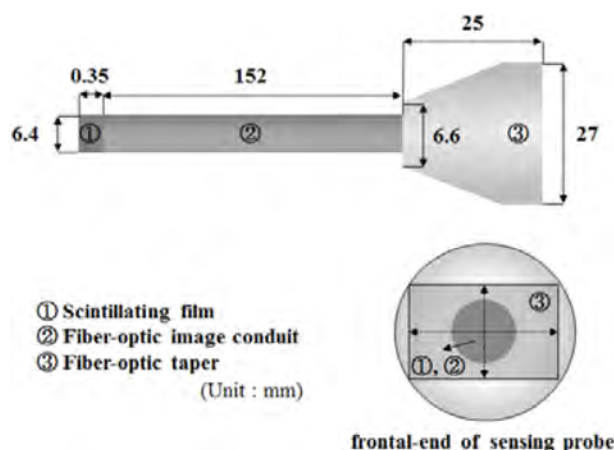 25
0.35
152
6.4
①
②
6.6
③
27
① Scintillating film
② Fiber-optic image conduit
③ Fiber-optic taper
(Unit : mm)
③
①, ②
frontal-end of sensing probe